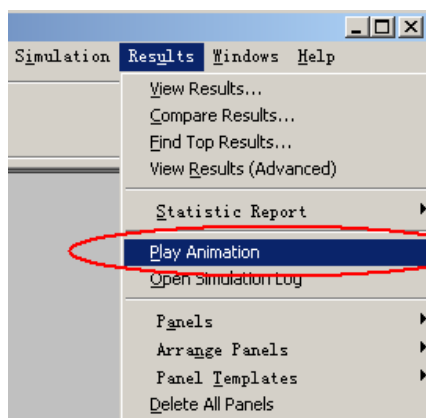 Simulation Results Windows Help
View Results...
Compare Results...
Find Top Results...
View Results (Advanced)
Statistic Report
Play Animation
Open Simulation Log
Panels
Arrange Panels
Panel Templates
Delete All Panels